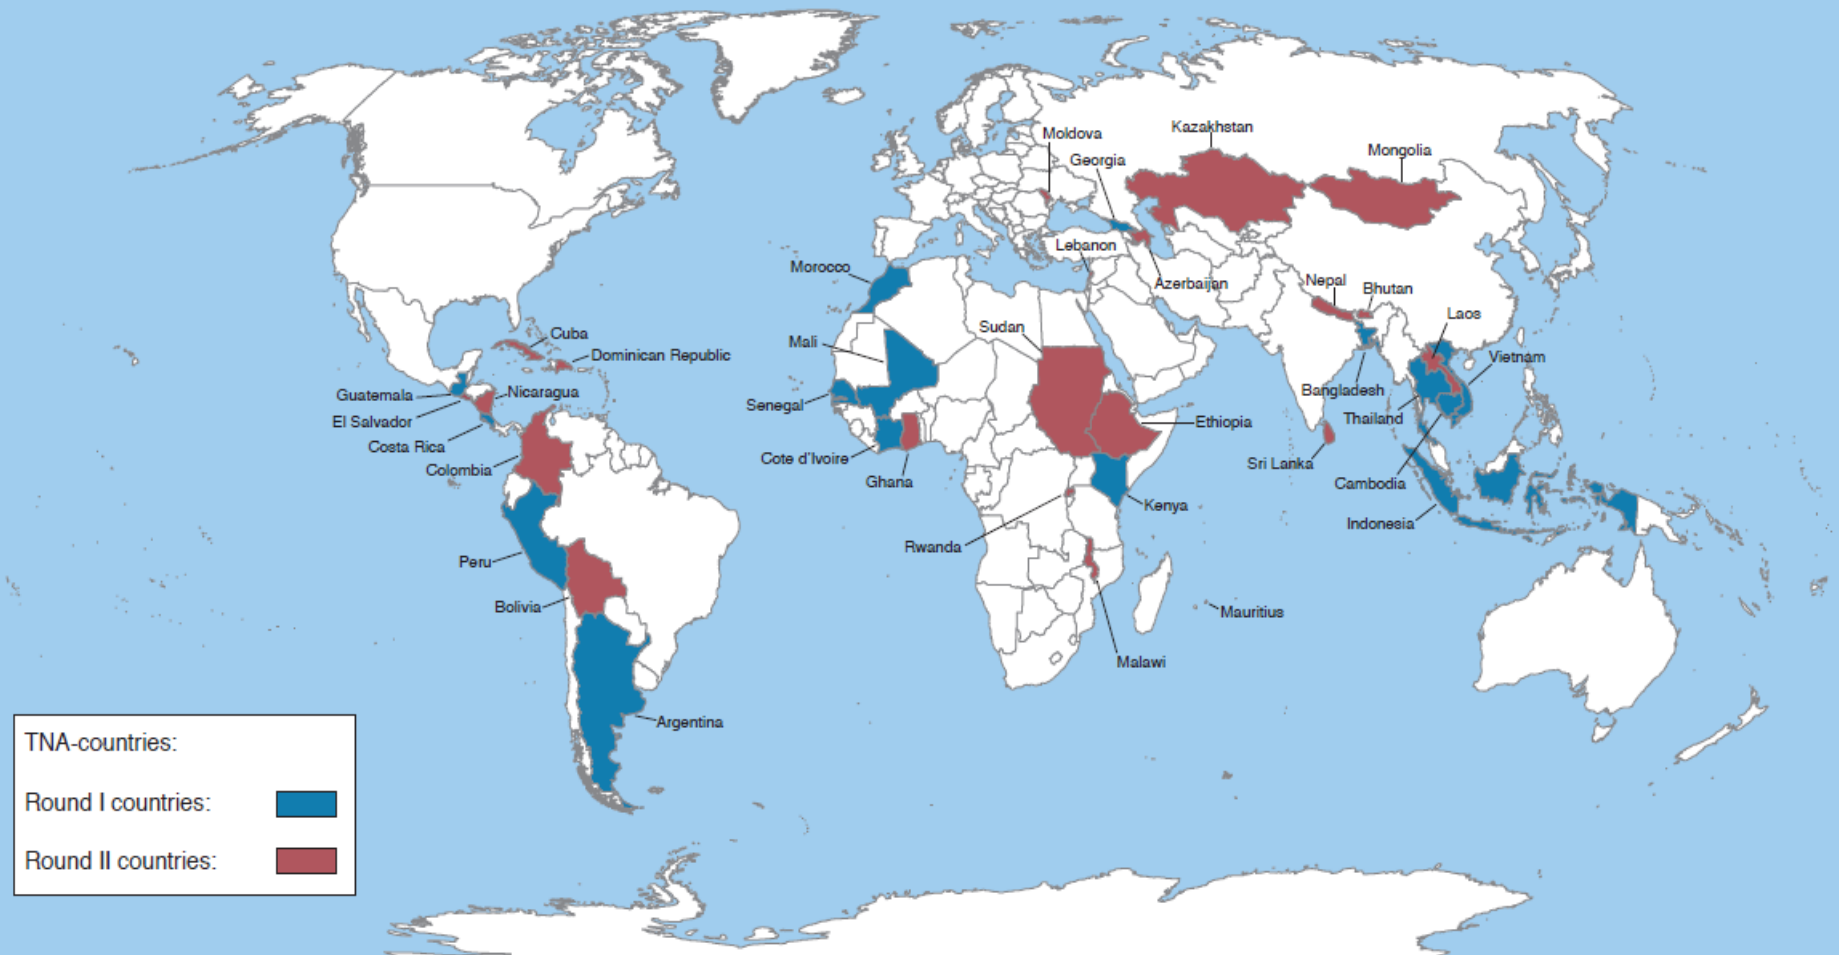 Kazakhstan
Moldova
Mongolia
Georgia
Lebanon
Morocco
Azerbaijan
Nepal
Bhutan
Laos
Sudan
Cuba
Mali
Dominican Republic
Vietnam
Guatemala
Nicaragua
Bangladesh
Senegal
El Salvador
Thailand
Ethiopia
Costa Rica
Cote d'Ivoire
Sri Lanka
Colombia
Ghana
Cambodia
Kenya
Indonesia
Rwanda
Peru
Bolivia
Mauritius
Malawi
Argentina
TNA-countries:
Round I countries:
Round II countries: